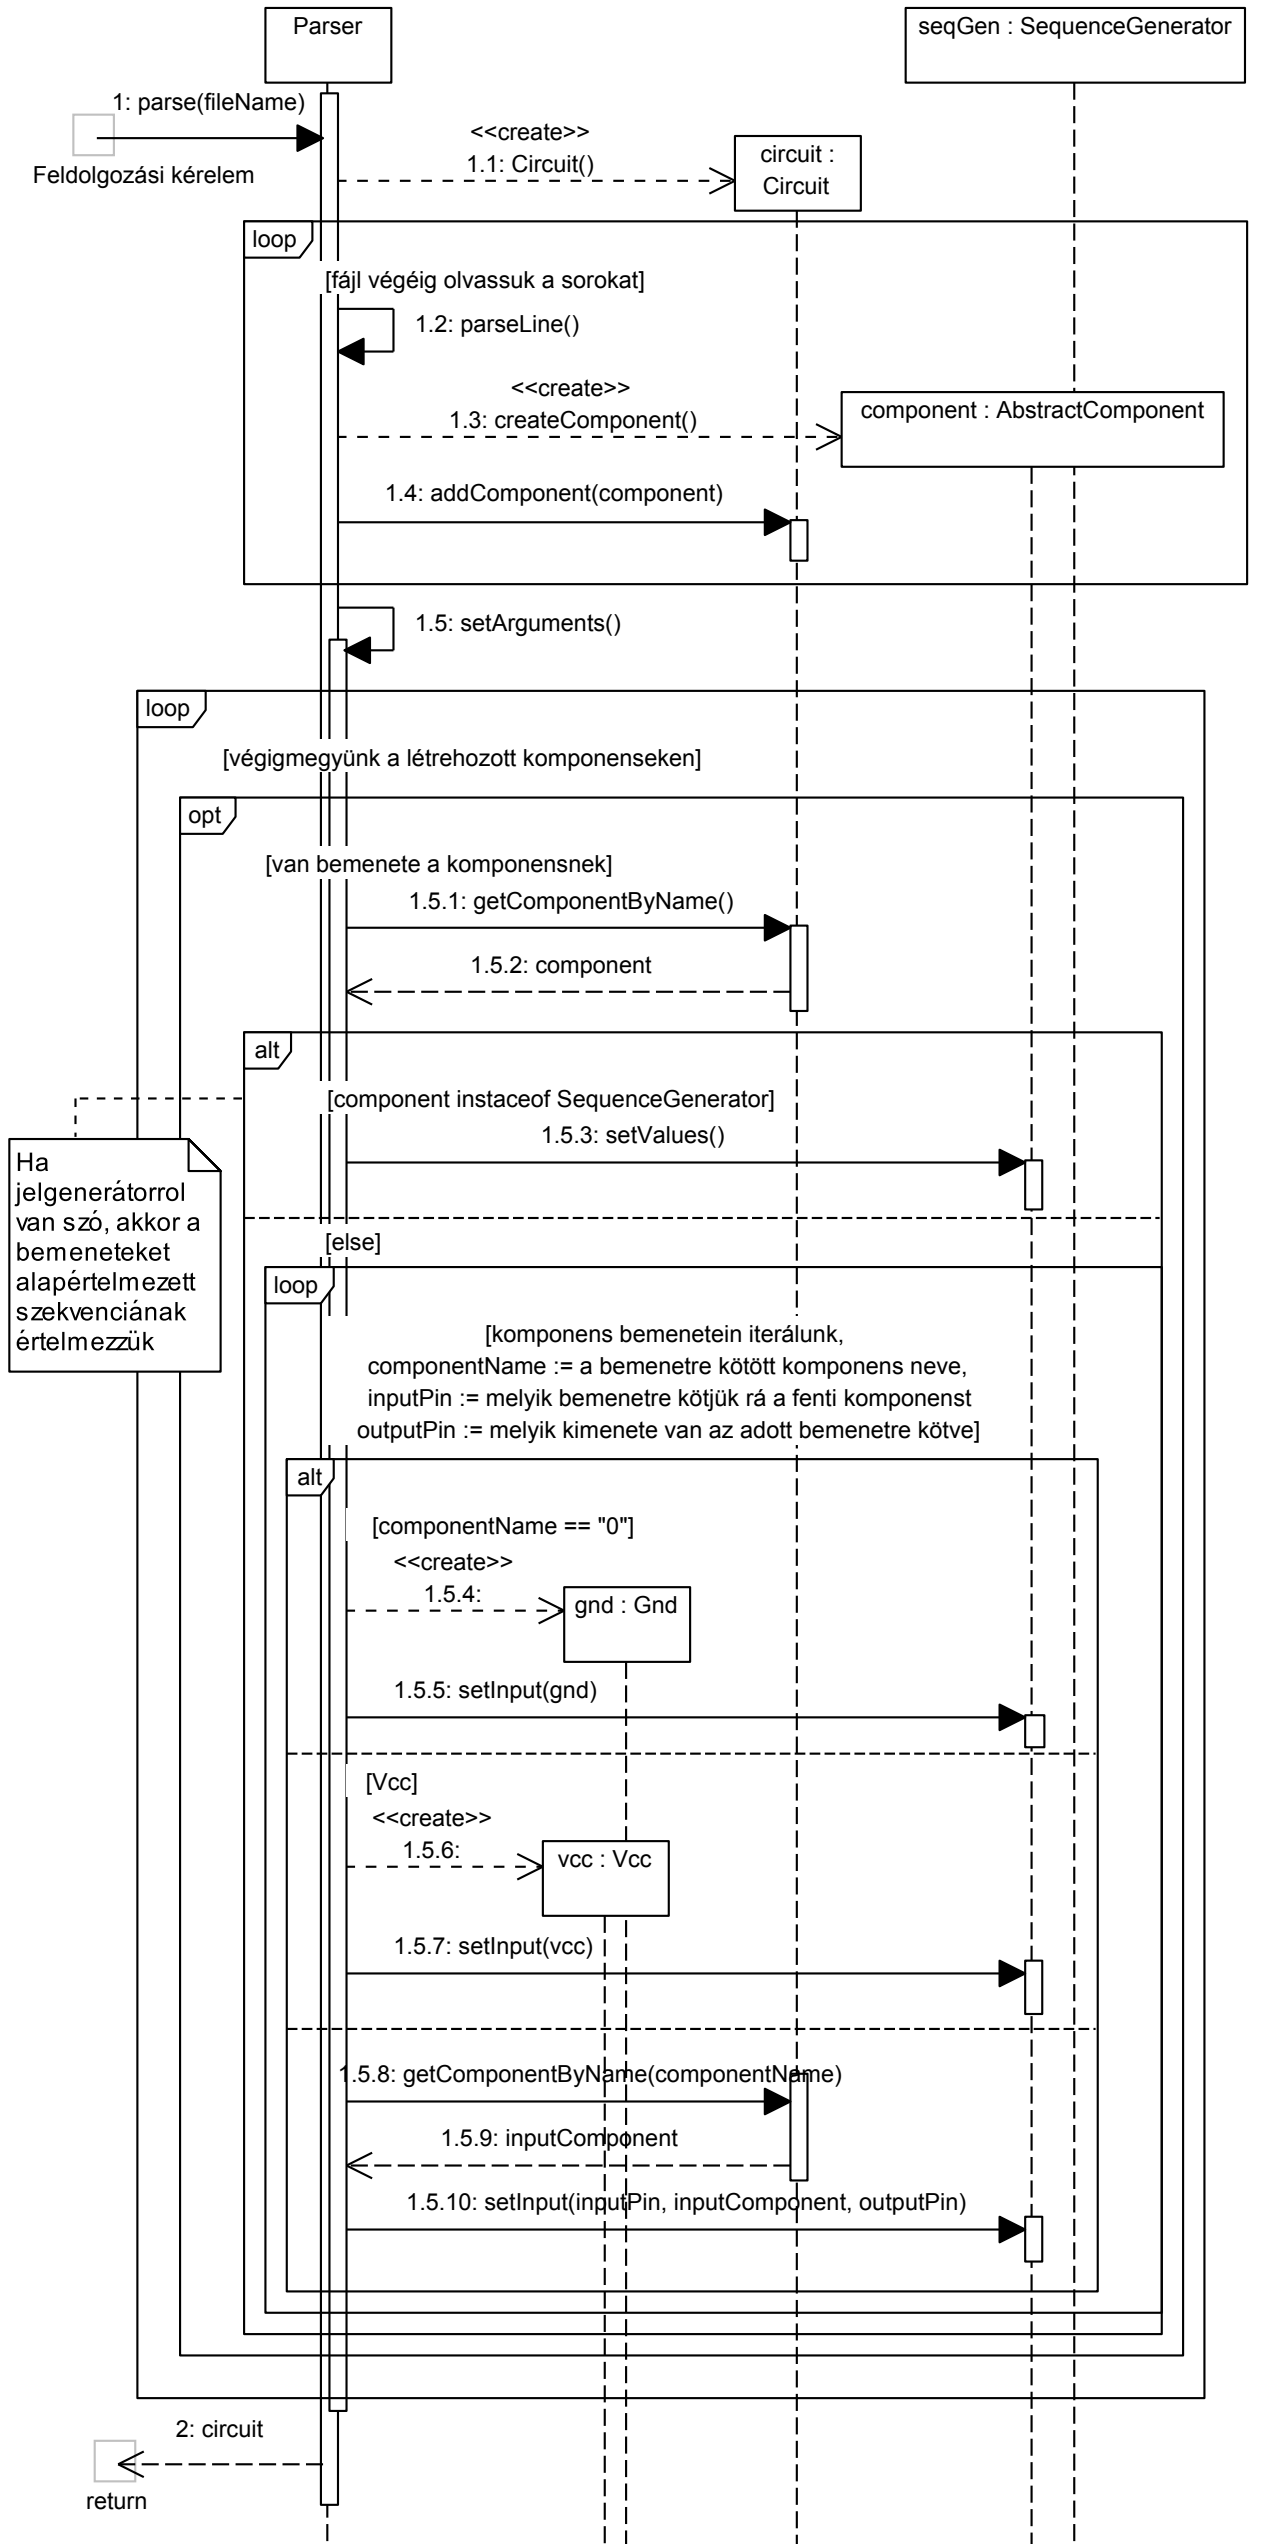 Parser
seqGen : SequenceGenerator
1: parse(fileName)
Feldolgozási kérelem
<<create>>
1.1: Circuit()
circuit :
Circuit
loop
[fájl végéig olvassuk a sorokat]
1.2: parseLine()
<<create>>
1.3: createComponent()
component : AbstractComponent
1.4: addComponent(component)
1.5: setArguments()
loop
[végigmegyünk a létrehozott komponenseken]
opt
[van bemenete a komponensnek]
1.5.1: getComponentByName()
1.5.2: component
alt
[component instaceof SequenceGenerator]
1.5.3: setValues()
Ha
jelgenerátorrol
van szó, akkor a
bemeneteket
alapértelmezett
szekvenciának
értelmezzük
[else]
loop
[komponens bemenetein iterálunk,
componentName := a bemenetre kötött komponens neve,
inputPin := melyik bemenetre kötjük rá a fenti komponenst
outputPin := melyik kimenete van az adott bemenetre kötve]
alt
[componentName == "0"]
<<create>>
1.5.4:
gnd : Gnd
1.5.5: setInput(gnd)
[Vcc]
<<create>>
1.5.6:
vcc : Vcc
1.5.7: setInput(vcc)
1.5.8: getComponentByName(componentName)
1.5.9: inputComponent
1.5.10: setInput(inputPin, inputComponent, outputPin)
2: circuit
return